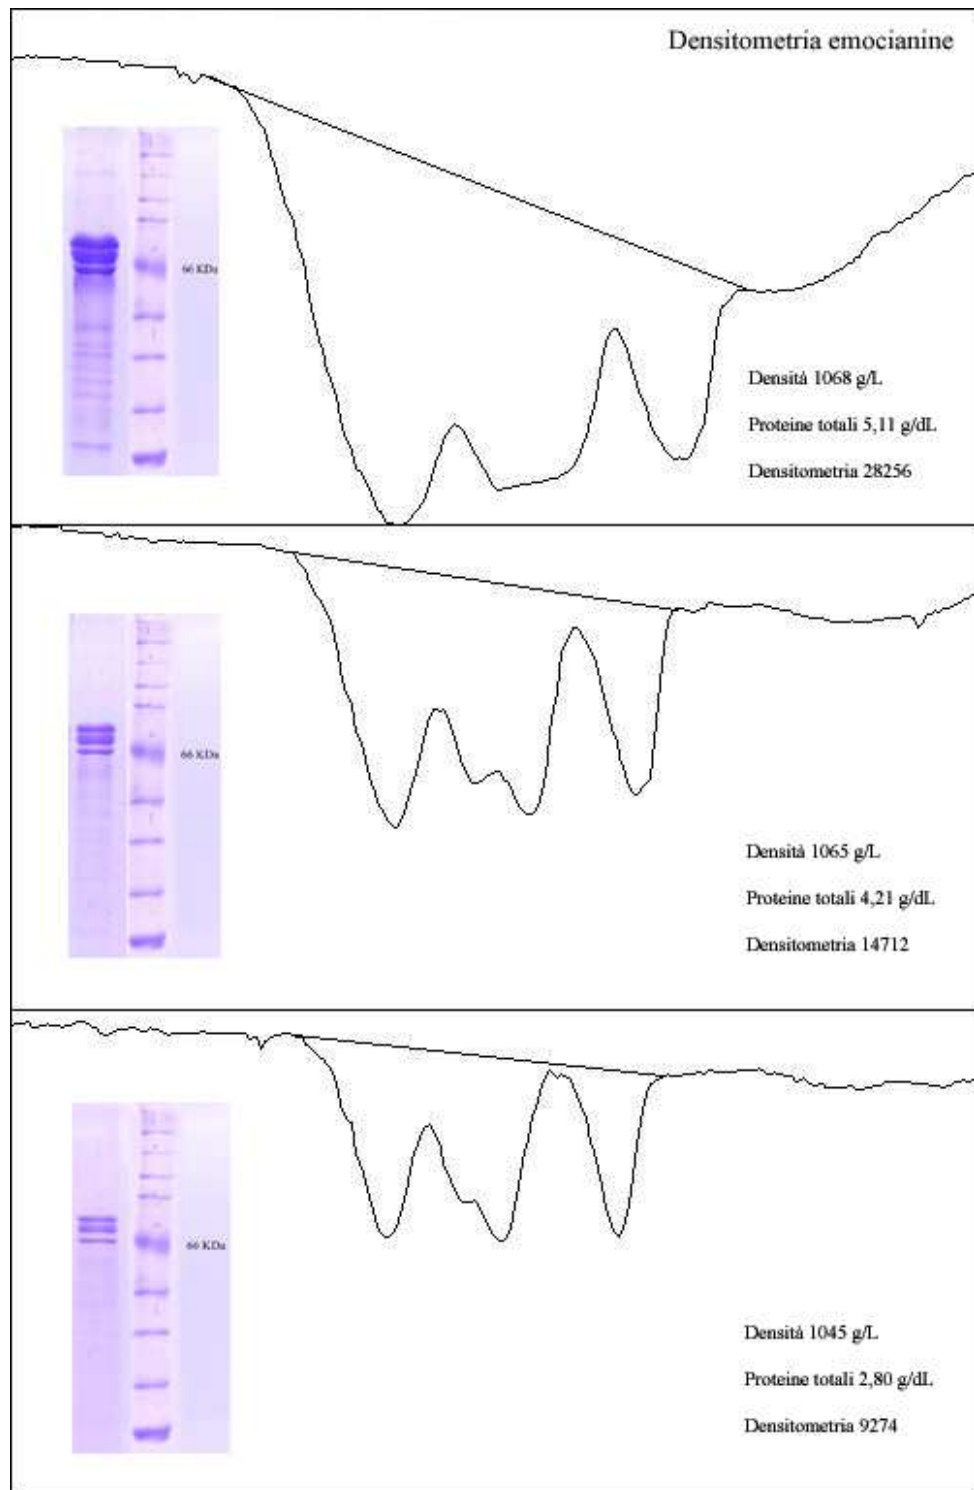 Densitometria emocianine
66 KDa
Densità 1068 g/L
Proteine totali 5,11 g/dL
Densitometria 28256
66 KDa
Densità 1065 g/L
Proteine totali 4,21 g/dL
Densitometria 14712
66 KDa
Densità 1045 g/L
Proteine totali 2,80 g/dL
Densitometria 9274